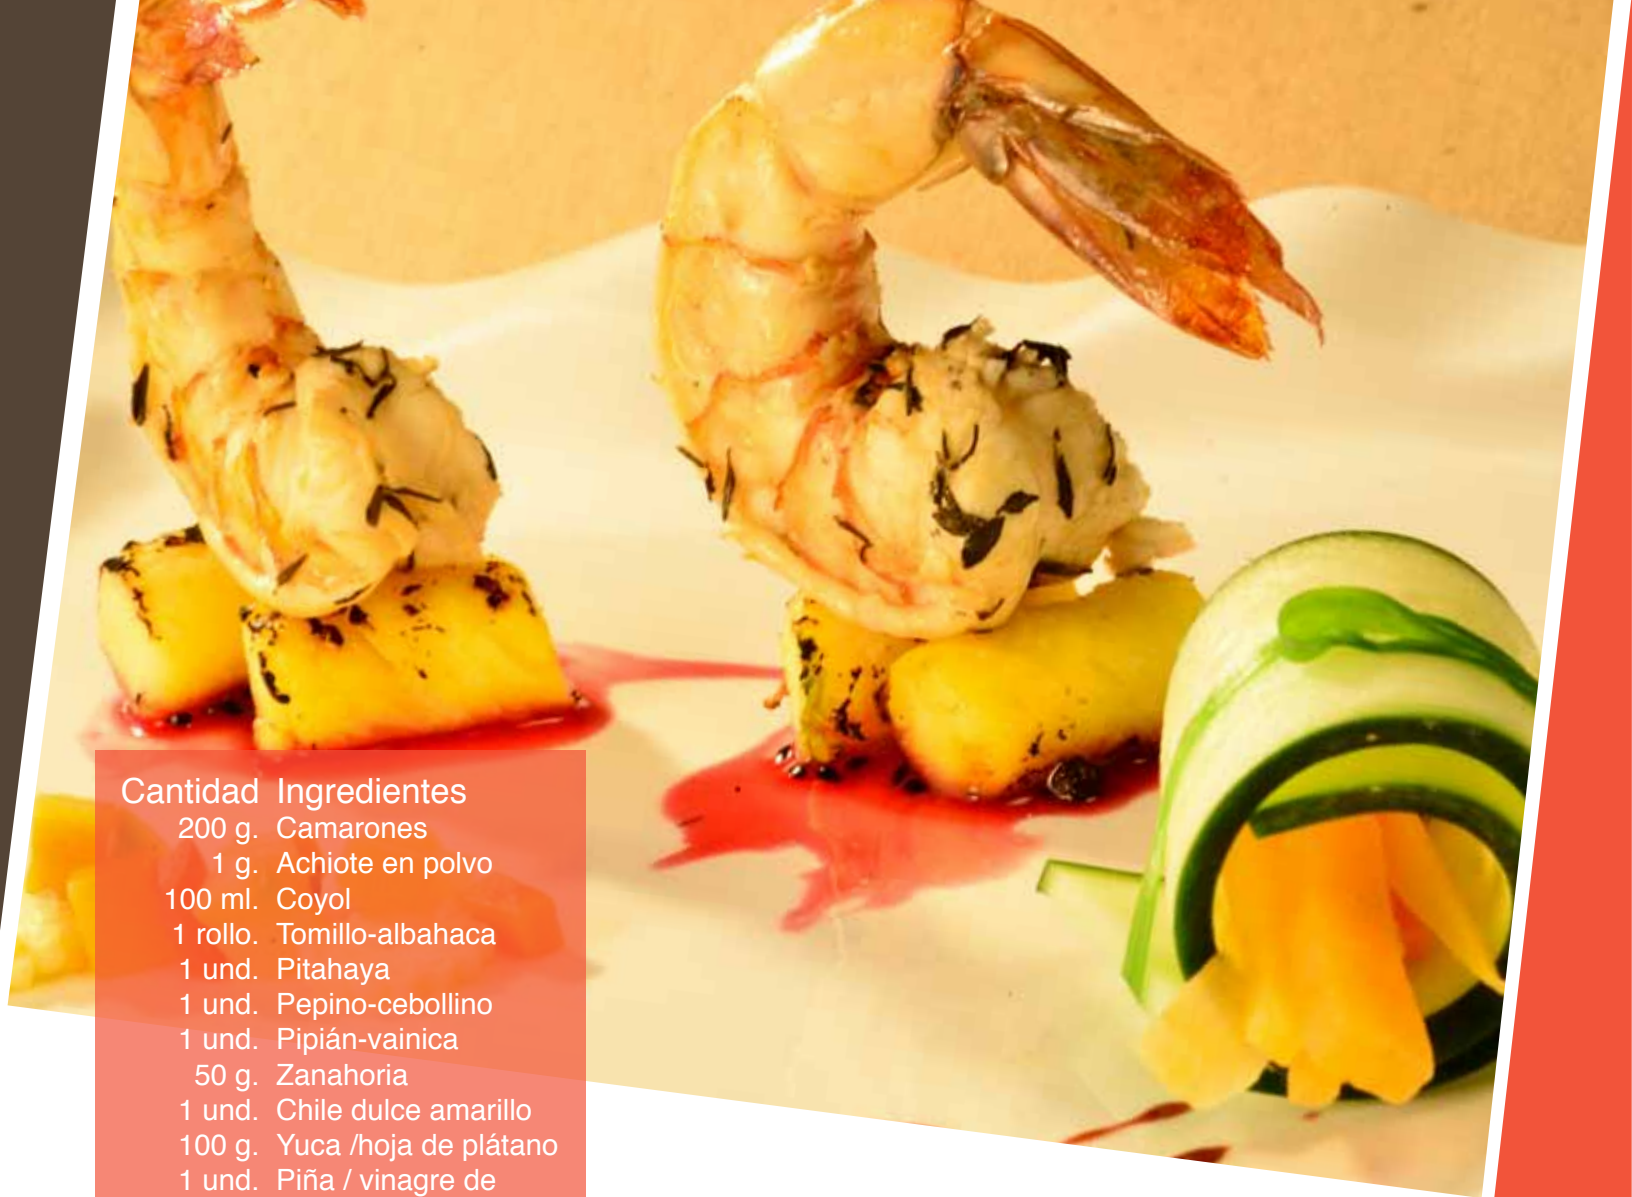 Cantidad Ingredientes
200 g. Camarones
1 g. Achiote en polvo
100 ml. Coyol
1 rollo. Tomillo-albahaca
1 und. Pitahaya
1 und. Pepino-cebollino
1 und. Pipián-vainica
50 g. Zanahoria
1 und. Chile dulce amarillo
100 g. Yuca /hoja de plátano
1 und. Piña / vinagre de